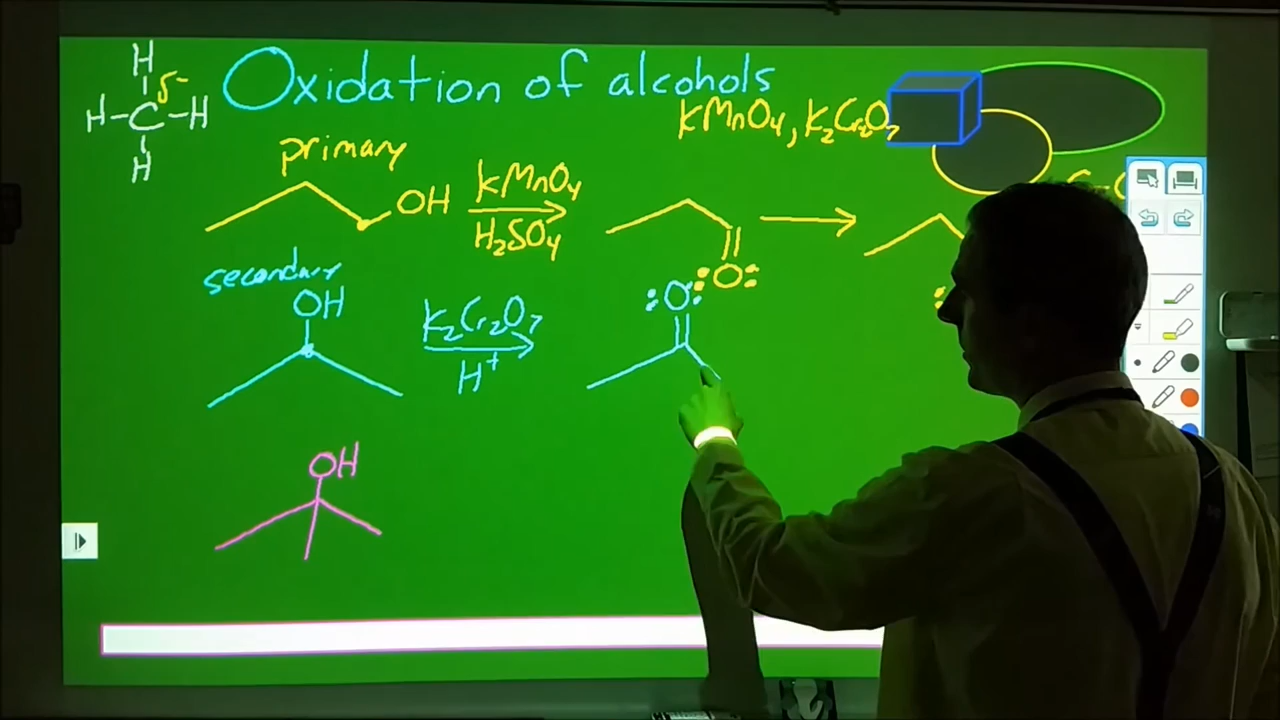 H
δ-
H-C-H
H
Oxidation of alcohols
KMnO4, K2Cr2O7
primary
OH
KMnO4
H2SO4
O
secondary
OH
K2Cr2O7
H+
O
OH